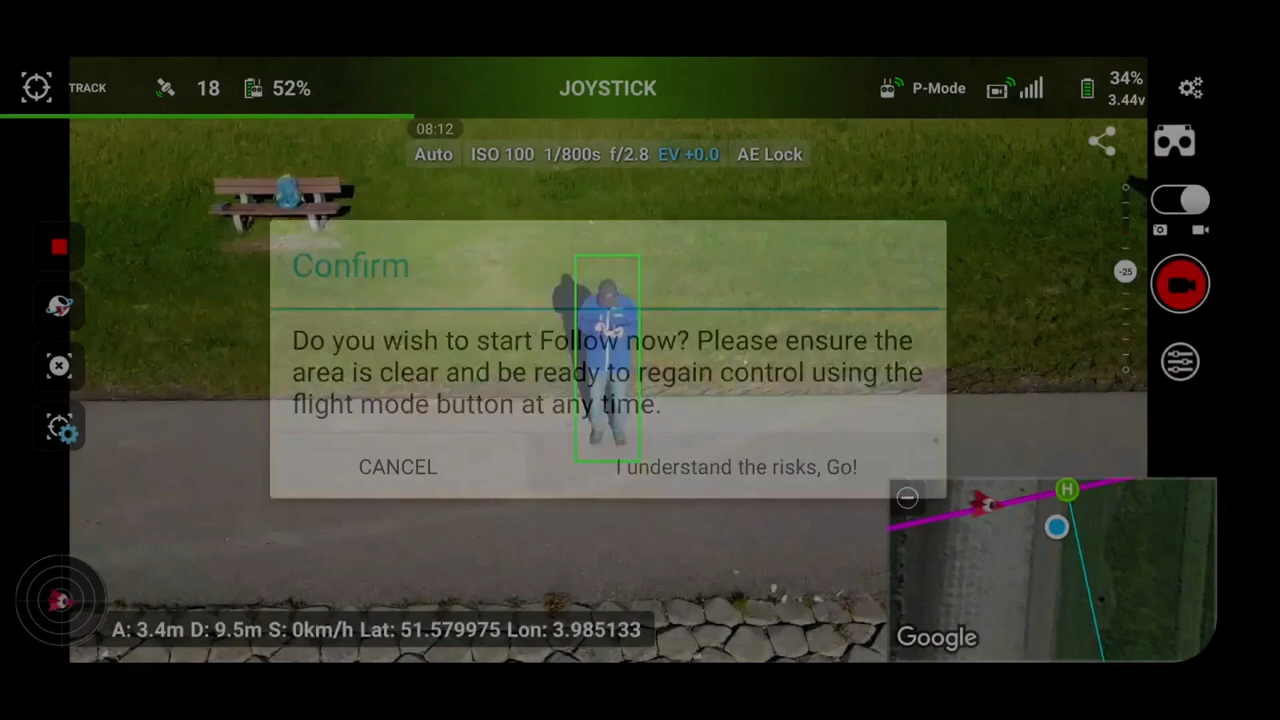 TRACK 18 52% JOYSTICK P-Mode 34%
3.44v
08:12
Auto ISO 100 1/800s f/2.8 EV +0.0 AE Lock
Confirm
Do you wish to start Follow now? Please ensure the
area is clear and be ready to regain control using the
flight mode button at any time.
-25
CANCEL I understand the risks, Go!
H
A: 3.4m D: 9.5m S: 0km/h Lat: 51.579975 Lon: 3.985133
Google